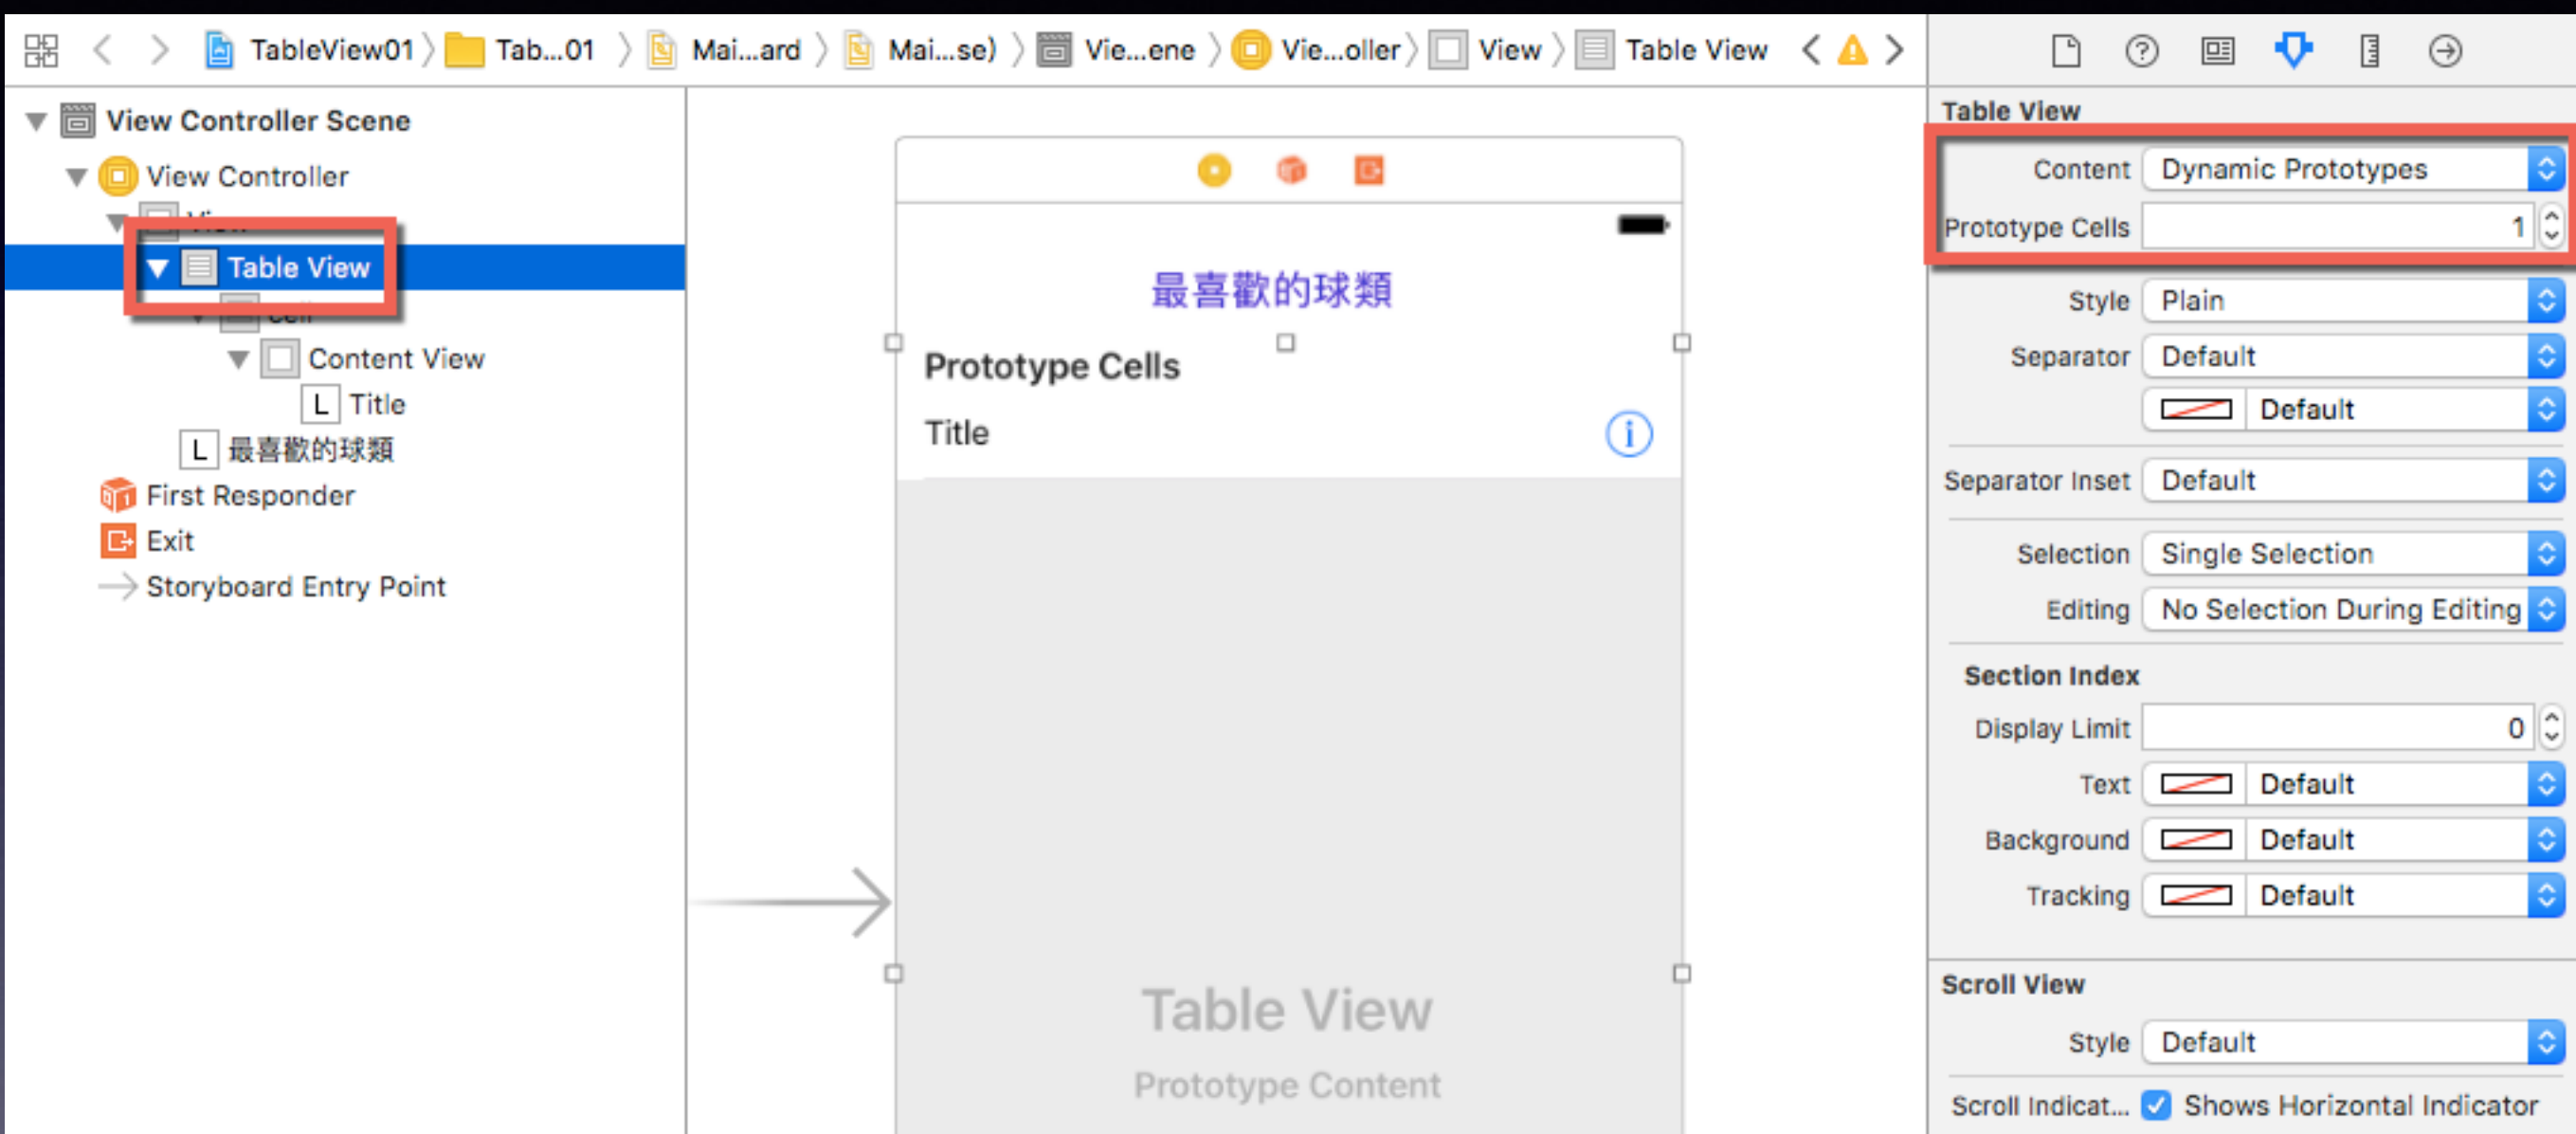 TableView01 Tab...01 Mai...ard Mai...se) Vie...ene Vie...oller View Table View
View Controller Scene
View Controller
Table View
Content View
L Title
L 最喜歡的球類
First Responder
Exit
Storyboard Entry Point
最喜歡的球類
Prototype Cells
Title
Table View
Prototype Content
Table View
Content Dynamic Prototypes
Prototype Cells 1
Style Plain
Separator Default
Default
Separator Inset Default
Selection Single Selection
Editing No Selection During Editing
Section Index
Display Limit 0
Text Default
Background Default
Tracking Default
Scroll View
Style Default
Scroll Indicat... Shows Horizontal Indicator